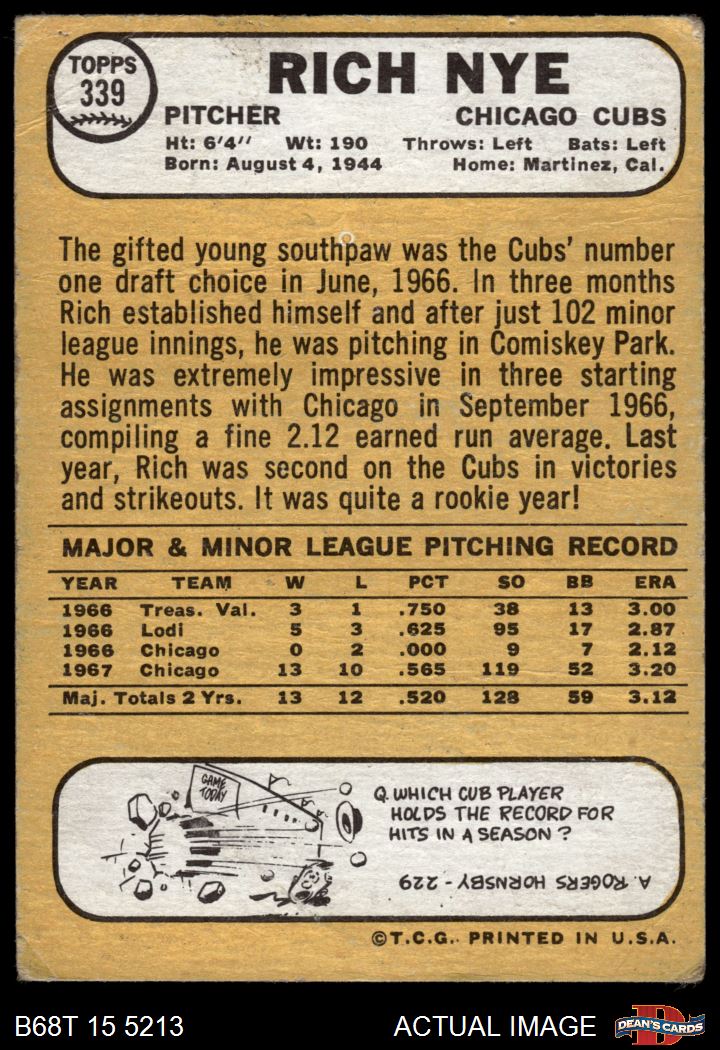 TOPPS
339
RICH NYE
PITCHER CHICAGO CUBS
Ht: 6'4" Wt: 190 Throws: Left Bats: Left
Born: August 4, 1944 Home: Martinez, Cal.
The gifted young southpaw was the Cubs' number
one draft choice in June, 1966. In three months
Rich established himself and after just 102 minor
league innings, he was pitching in Comiskey Park.
He was extremely impressive in three starting
assignments with Chicago in September 1966,
compiling a fine 2.12 earned run average. Last
year, Rich was second on the Cubs in victories
and strikeouts. It was quite a rookie year!
MAJOR & MINOR LEAGUE PITCHING RECORD
YEAR TEAM W L PCT SO BB ERA
1966 Treas. Val. 3 1 .750 38 13 3.00
1966 Lodi 5 3 .625 95 17 2.87
1966 Chicago 0 2 .000 9 7 2.12
1967 Chicago 13 10 .565 119 52 3.20
Maj. Totals 2 Yrs. 13 12 .520 128 59 3.12
GAME
TODAY
Q. WHICH CUB PLAYER
HOLDS THE RECORD FOR
HITS IN A SEASON?
A. ROGERS HORNSBY - 229
©T.C.G. PRINTED IN U.S.A.
B68T 15 5213 ACTUAL IMAGE
D
DEAN'S CARDS